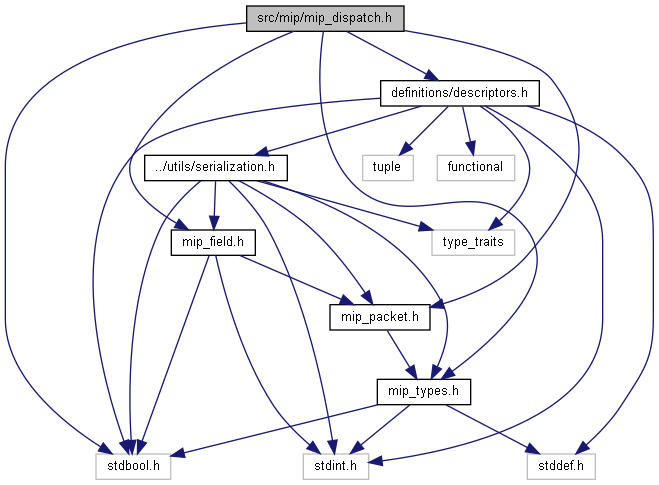 src/mip/mip_dispatch.h
definitions/descriptors.h
../utils/serialization.h
tuple
functional
mip_field.h
type_traits
mip_packet.h
mip_types.h
stdbool.h
stdint.h
stddef.h